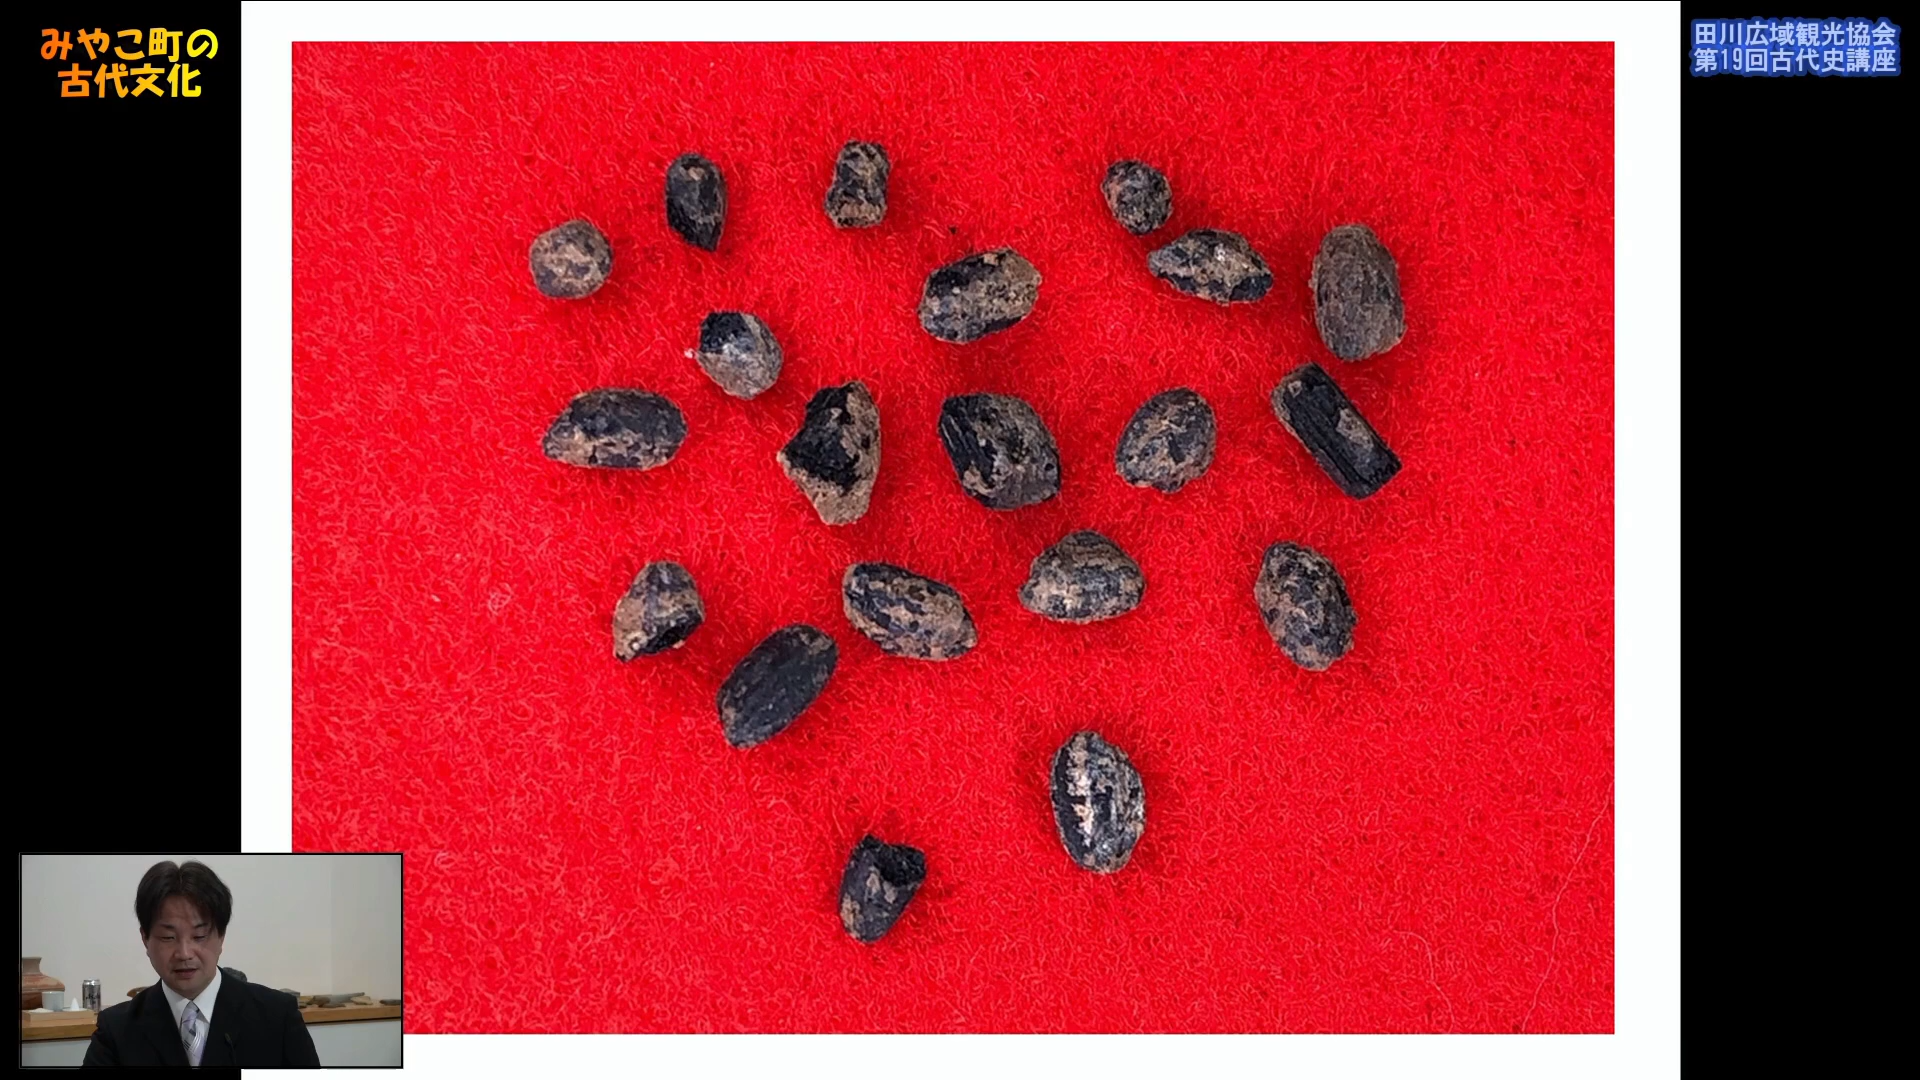 みやこ町の
古代文化
田川広域観光協会
第19回古代史講座